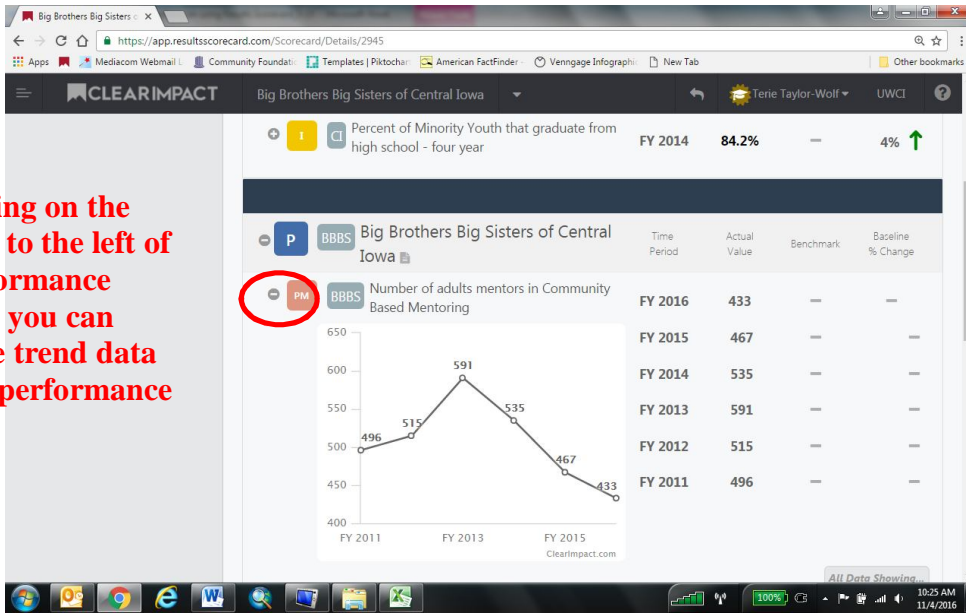 Big Brothers Big Sisters
https://app.resultsscorecard.com/Scorecard/Details/2945
Apps Mediacom Webmail L Community Foundati Templates | Piktochar American FactFinder - Venngage Infographi New Tab Other bookmarks
CLEARIMPACT Big Brothers Big Sisters of Central Iowa Terie Taylor-Wolf UWCI ?
I CI Percent of Minority Youth that graduate from FY 2014 84.2% — 4%
high school - four year
ing on the
to the left of
ormance
you can
e trend data
performance
P BBBS Big Brothers Big Sisters of Central
Iowa
Time Period
Actual Value
Benchmark
Baseline % Change
PM BBBS Number of adults mentors in Community
Based Mentoring
FY 2016 433 — —
FY 2015 467 — —
FY 2014 535 — —
FY 2013 591 — —
FY 2012 515 — —
FY 2011 496 — —
650
600
550
500
450
400
496
515
591
535
467
433
FY 2011 FY 2013 FY 2015
ClearImpact.com
All Data Showing...
100%
10:25 AM
11/4/2016